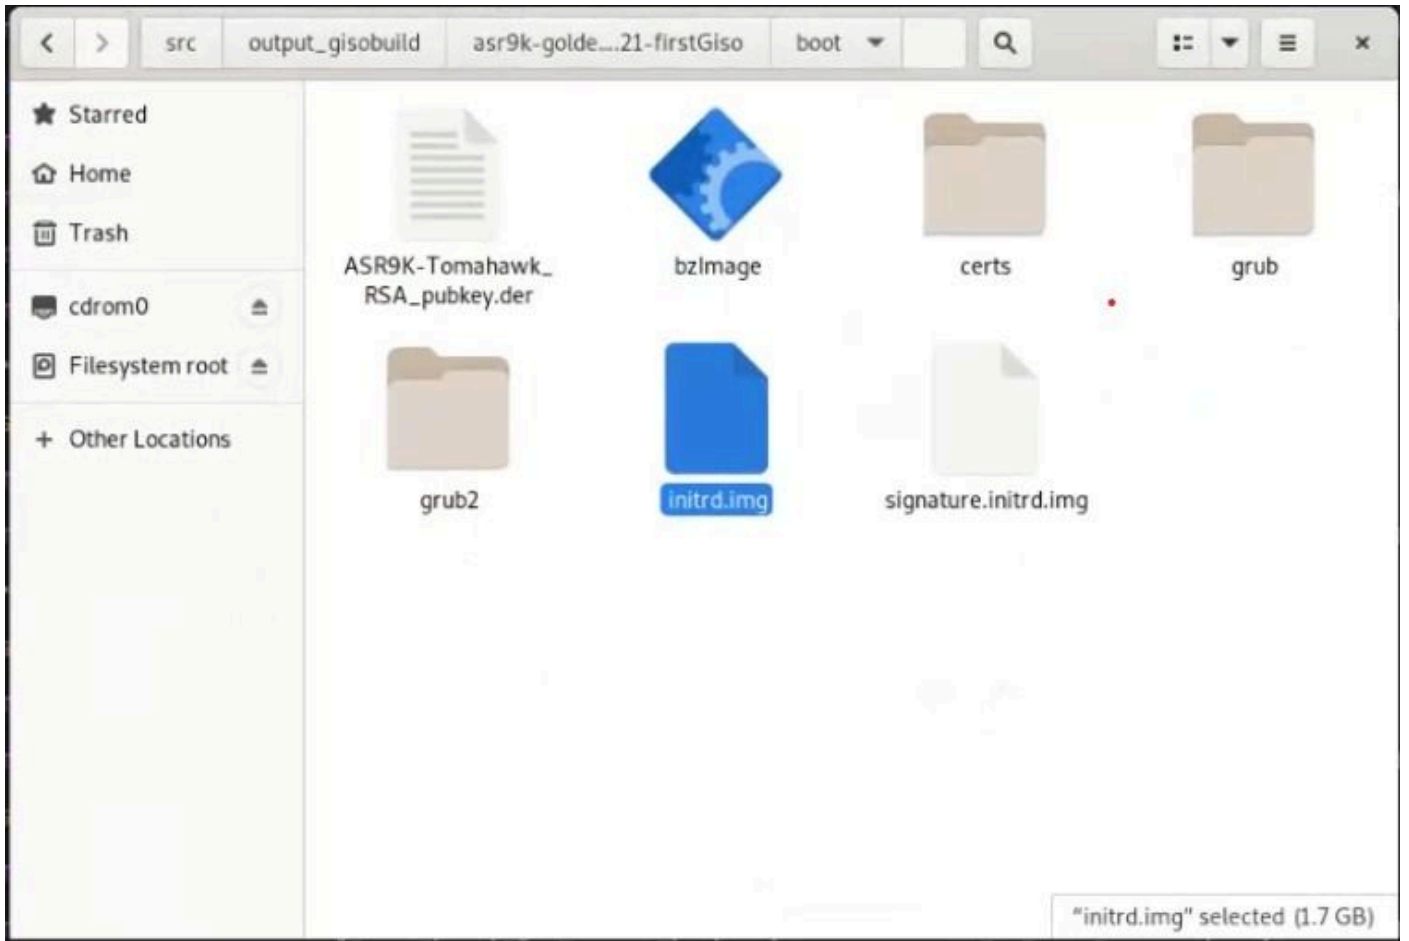 src
output_gisobuild
asr9k-golde....21-firstGiso
boot
Starred
Home
Trash
cdrom0
Filesystem root
Other Locations
ASR9K-Tomahawk_
RSA_pubkey.der
bzImage
certs
grub
grub2
initrd.img
signature.initrd.img
"initrd.img" selected (1.7 GB)